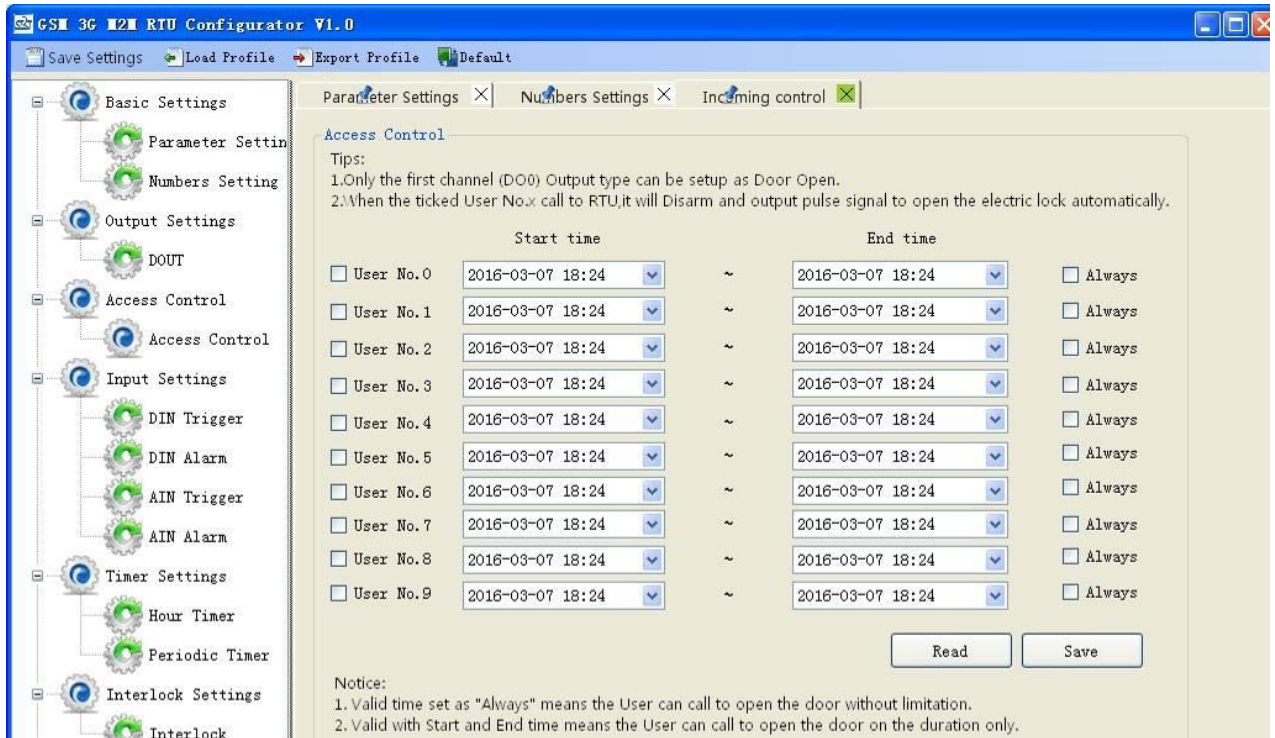 GSM 3G M2M RTU Configurator V1.0
Save Settings Load Profile Export Profile Default
Basic Settings
Parameter Settin
Numbers Setting
Output Settings
DOUT
Access Control
Access Control
Input Settings
DIN Trigger
DIN Alarm
AIN Trigger
AIN Alarm
Timer Settings
Hour Timer
Periodic Timer
Interlock Settings
Interlock
Parameter Settings Numbers Settings Incoming control
Access Control
Tips:
1.Only the first channel (DO0) Output type can be setup as Door Open.
2.When the ticked User No.x call to RTU,it will Disarm and output pulse signal to open the electric lock automatically.
Start time End time
User No.0 2016-03-07 18:24 ~ 2016-03-07 18:24 Always
User No.1 2016-03-07 18:24 ~ 2016-03-07 18:24 Always
User No.2 2016-03-07 18:24 ~ 2016-03-07 18:24 Always
User No.3 2016-03-07 18:24 ~ 2016-03-07 18:24 Always
User No.4 2016-03-07 18:24 ~ 2016-03-07 18:24 Always
User No.5 2016-03-07 18:24 ~ 2016-03-07 18:24 Always
User No.6 2016-03-07 18:24 ~ 2016-03-07 18:24 Always
User No.7 2016-03-07 18:24 ~ 2016-03-07 18:24 Always
User No.8 2016-03-07 18:24 ~ 2016-03-07 18:24 Always
User No.9 2016-03-07 18:24 ~ 2016-03-07 18:24 Always
Read Save
Notice:
1. Valid time set as "Always" means the User can call to open the door without limitation.
2. Valid with Start and End time means the User can call to open the door on the duration only.